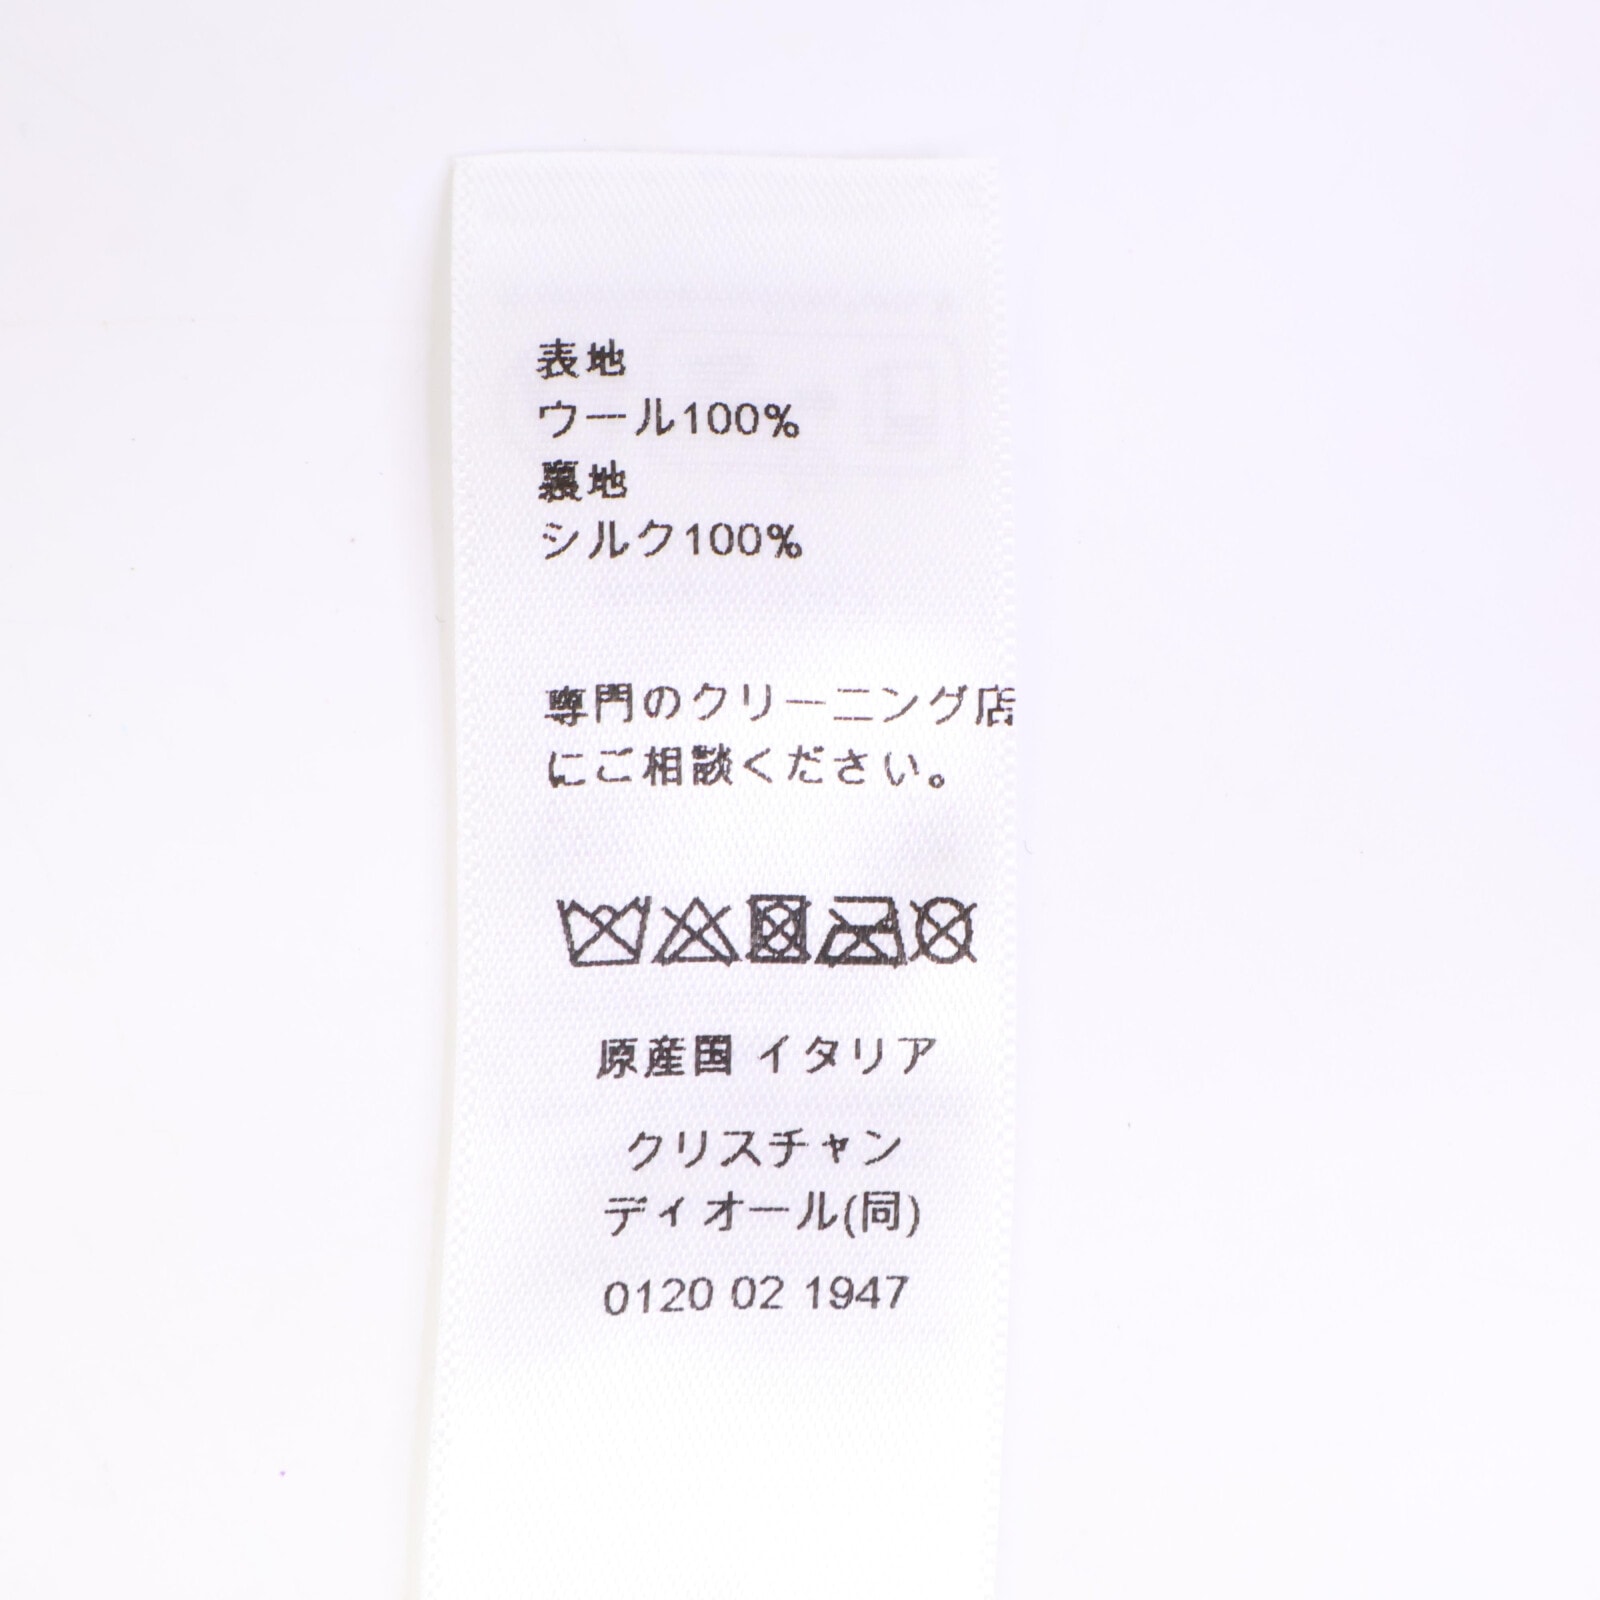 表地
ウール100%
裏地
シルク100%
専門のクリーニング店
にご相談ください。
原産国 イタリア
クリスチャン
ディオール(同)
0120 02 1947